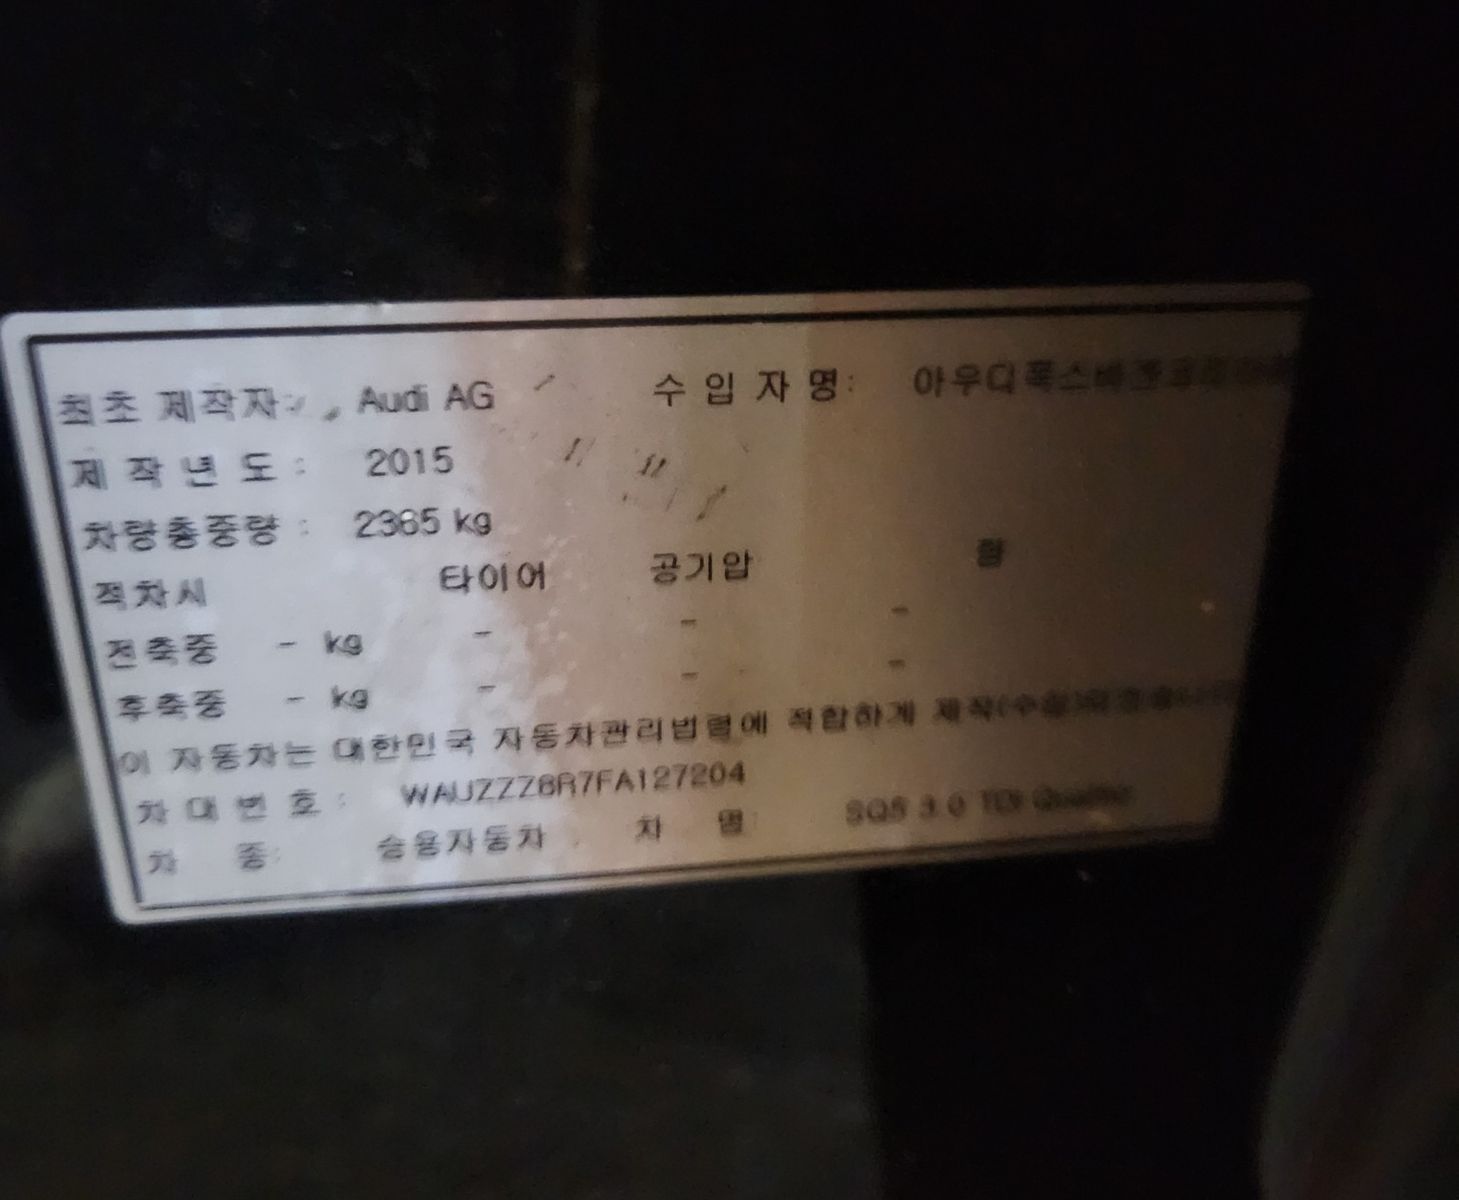 최초 제작자: Audi AG 수 입 자 명: 아우디폭스바겐코리아
제 작 년 도 : 2015
차량총중량 : 2365 kg
적차시 타이어 공기압 림
전축중 - kg - - -
후축중 - kg - - -
이 자동차는 대한민국 자동차관리법령에 적합하게 제작(수입)되었습니다
차 대 번 호 : WAUZZZ8R7FA127204
차 종: 승용자동차 차 명: SQ5 3.0 TDI Quattro